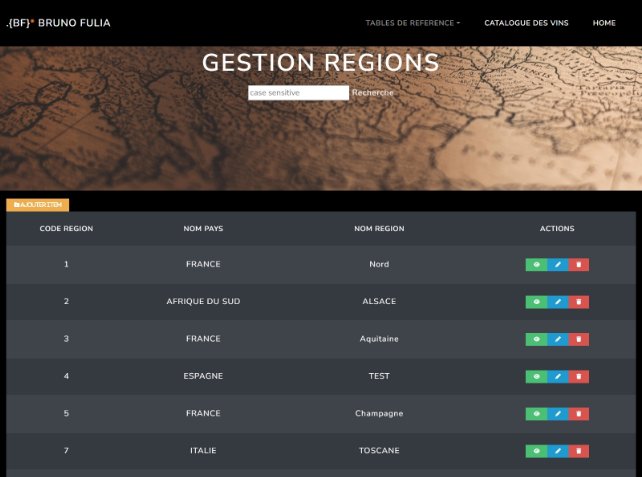 .{BF}* BRUNO FULIA
TABLES DE REFERENCE
CATALOGUE DES VINS
HOME
GESTION REGIONS
case sensitive Recherche
AJOUTER ITEM
CODE REGION NOM PAYS NOM REGION ACTIONS
1 FRANCE Nord
2 AFRIQUE DU SUD ALSACE
3 FRANCE Aquitaine
4 ESPAGNE TEST
5 FRANCE Champagne
7 ITALIE TOSCANE